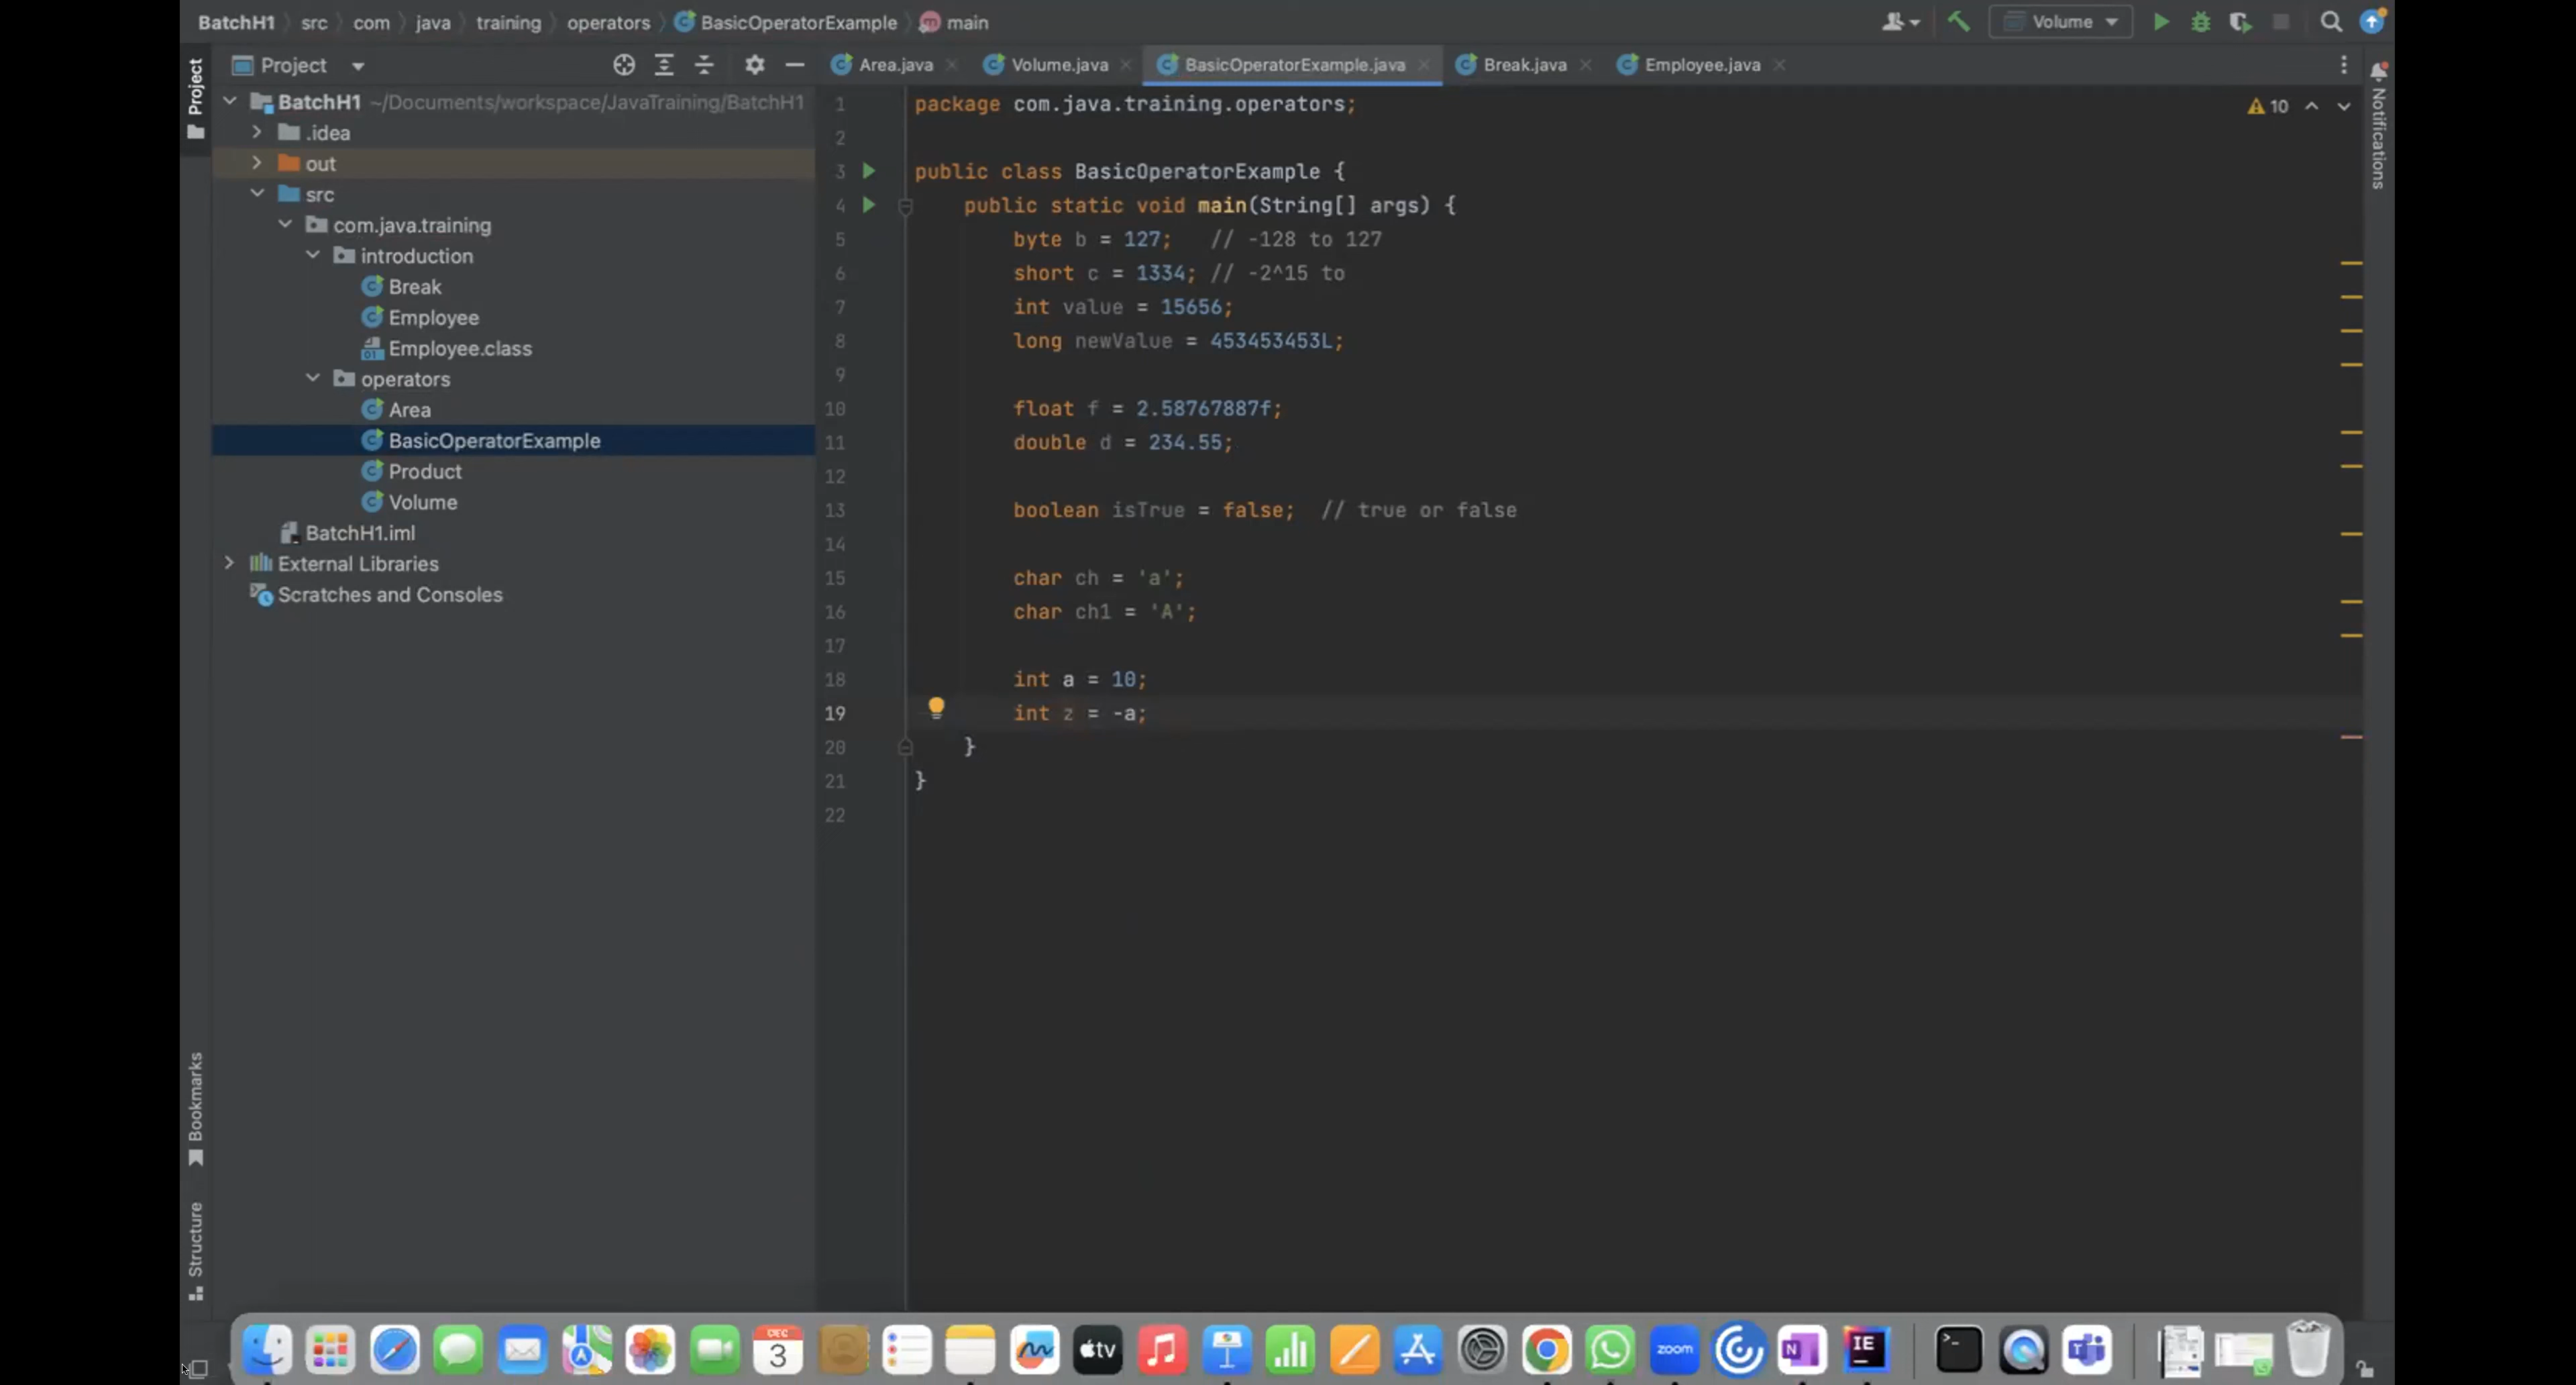 BatchH1 src com java training operators BasicOperatorExample main
Volume
Project
Project
Area.java
Volume.java
BasicOperatorExample.java
Break.java
Employee.java
Notifications
BatchH1 ~/Documents/workspace/JavaTraining/BatchH1
.idea
out
src
com.java.training
introduction
Break
Employee
Employee.class
operators
Area
BasicOperatorExample
Product
Volume
BatchH1.iml
External Libraries
Scratches and Consoles
Bookmarks
Structure
10
1 package com.java.training.operators;
2
3 public class BasicOperatorExample {
4 public static void main(String[] args) {
5 byte b = 127; // -128 to 127
6 short c = 1334; // -2^15 to
7 int value = 15656;
8 long newValue = 453453453L;
9
10 float f = 2.58767887f;
11 double d = 234.55;
12
13 boolean isTrue = false; // true or false
14
15 char ch = 'a';
16 char ch1 = 'A';
17
18 int a = 10;
19 int z = -a;
20 }
21 }
22
DEC
3
tv
zoom
N
IE